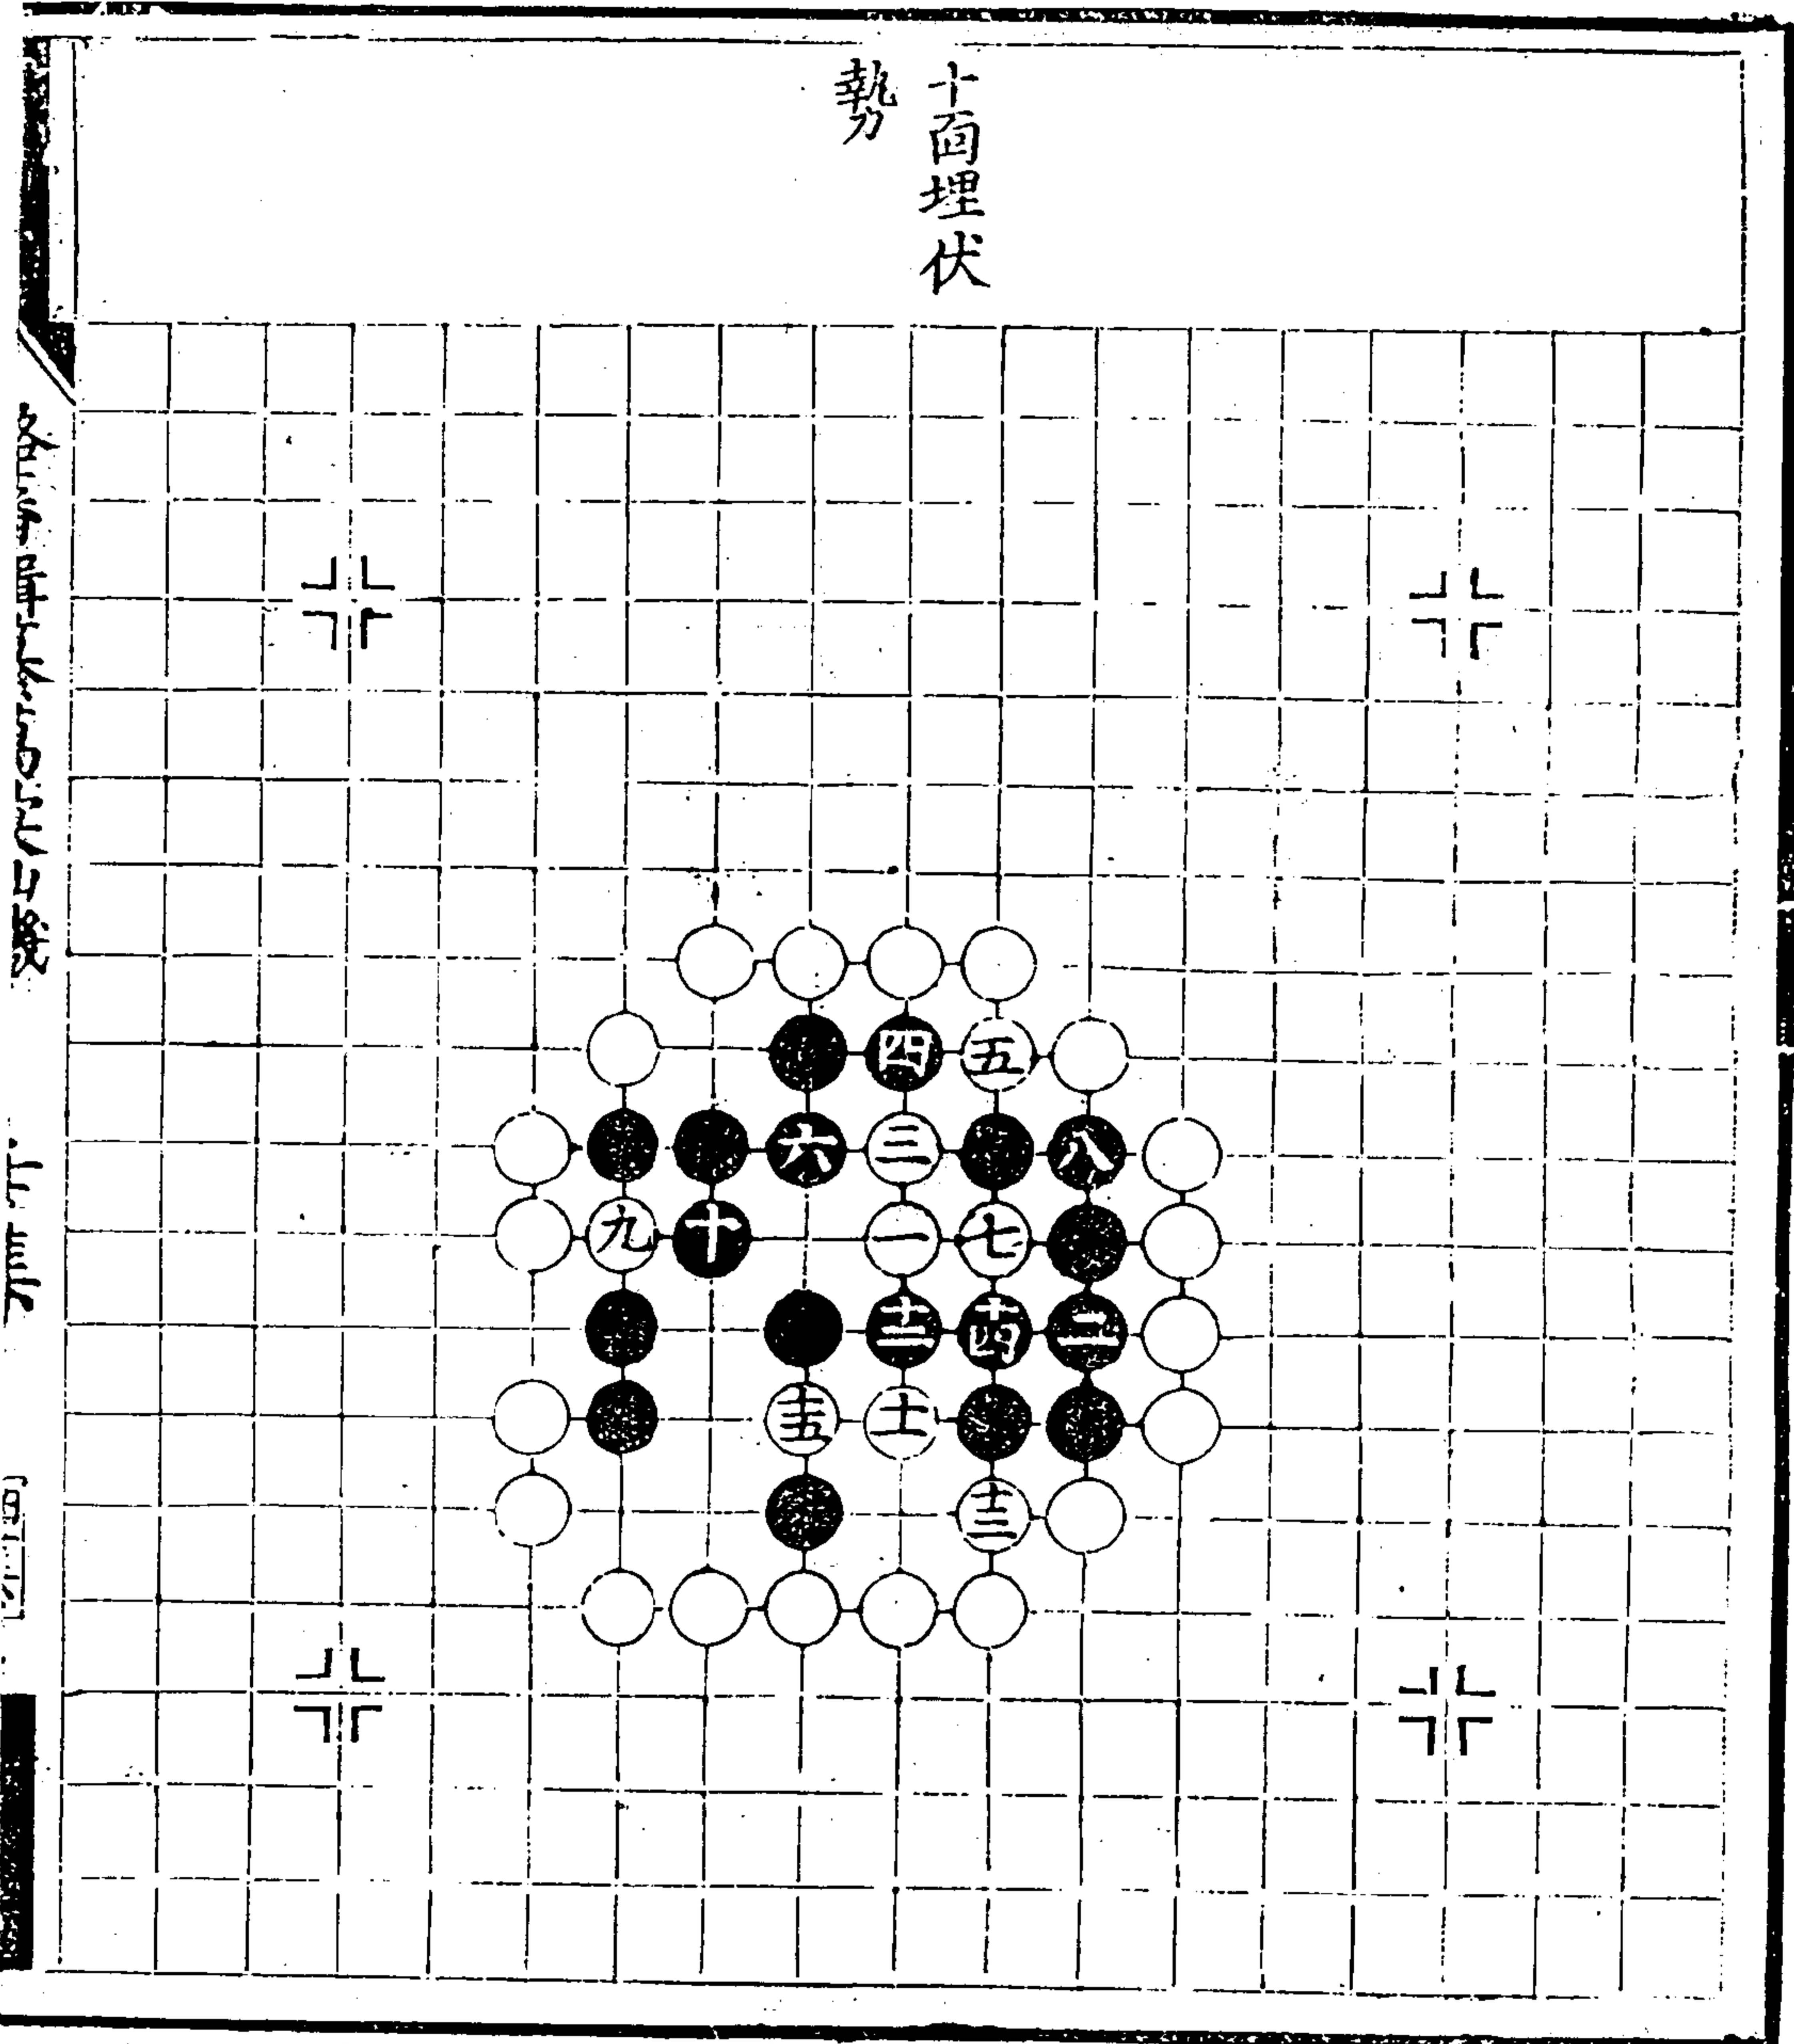 十面埋伏
勢
四 五
六 三 八
九 十 一 七
十二 十四 二
十五 十一
十三